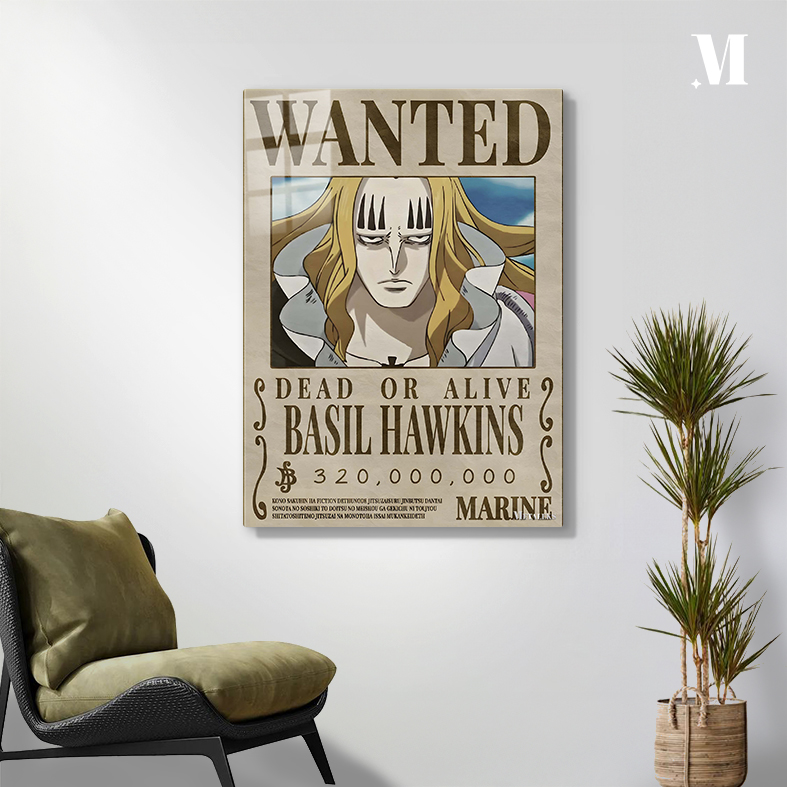 M
WANTED
DEAD OR ALIVE
BASIL HAWKINS
320,000,000
KONO SAKUHIN HA FICTION DETHUNODE JITSUZAISURU JINBUTSU DANTAI
SONOTA NO SOSHIKI TO DOITSU NO MEISHOU GA GEKICHU NI TOUJYOU
SHITATOSHITEMO JITSUZAI NA MONOTOHA ISSAI MUKANKEIDETH
MARINE